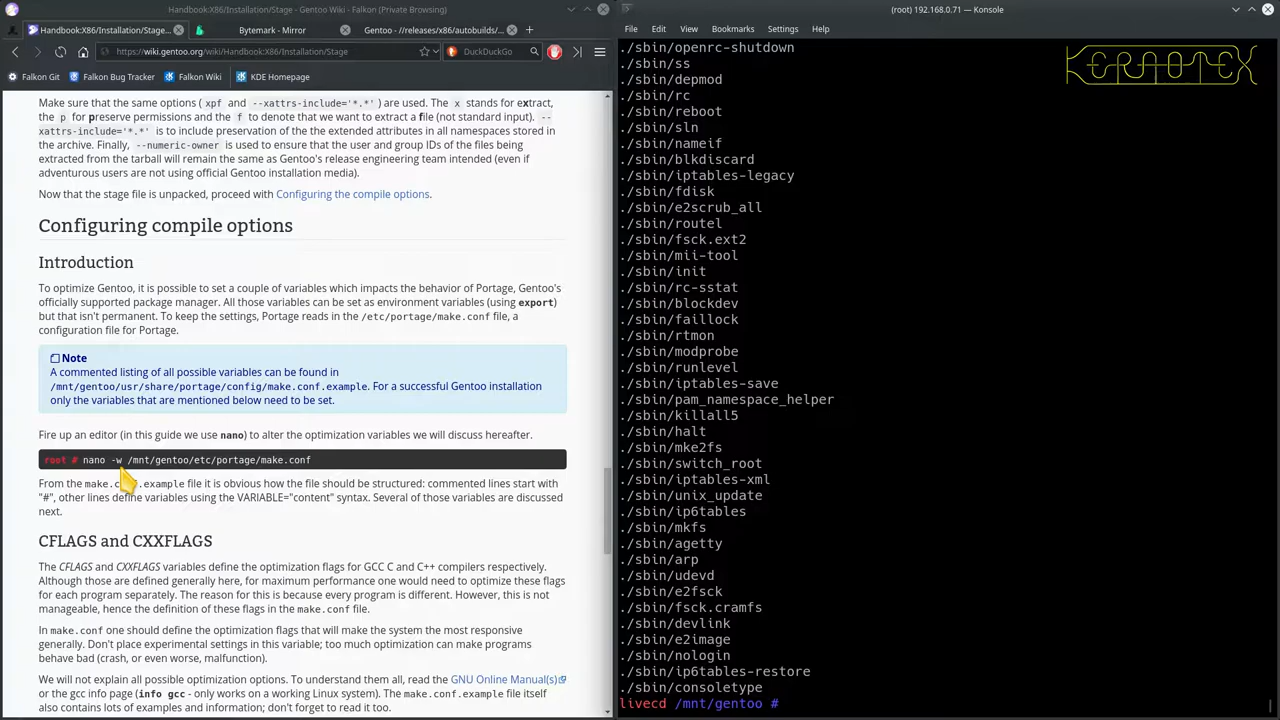 Handbook:X86/Installation/Stage - Gentoo Wiki - Falkon (Private Browsing)
Handbook:X86/Installation/Stage...
Bytemark - Mirror
Gentoo - //releases/x86/autobuilds/...
https://wiki.gentoo.org/wiki/Handbook:X86/Installation/Stage
DuckDuckGo
Falkon Git
Falkon Bug Tracker
Falkon Wiki
KDE Homepage
Make sure that the same options ( xpf and --xattrs-include='*.*' ) are used. The x stands for extract,
the p for preserve permissions and the f to denote that we want to extract a file (not standard input). --
xattrs-include='*.*' is to include preservation of the the extended attributes in all namespaces stored in
the archive. Finally, --numeric-owner is used to ensure that the user and group IDs of the files being
extracted from the tarball will remain the same as Gentoo's release engineering team intended (even if
adventurous users are not using official Gentoo installation media).
Now that the stage file is unpacked, proceed with Configuring the compile options.
Configuring compile options
Introduction
To optimize Gentoo, it is possible to set a couple of variables which impacts the behavior of Portage, Gentoo's
officially supported package manager. All those variables can be set as environment variables (using export)
but that isn't permanent. To keep the settings, Portage reads in the /etc/portage/make.conf file, a
configuration file for Portage.
Note
A commented listing of all possible variables can be found in
/mnt/gentoo/usr/share/portage/config/make.conf.example. For a successful Gentoo installation
only the variables that are mentioned below need to be set.
Fire up an editor (in this guide we use nano) to alter the optimization variables we will discuss hereafter.
root # nano -w /mnt/gentoo/etc/portage/make.conf
From the make.conf.example file it is obvious how the file should be structured: commented lines start with
"#", other lines define variables using the VARIABLE="content" syntax. Several of those variables are discussed
next.
CFLAGS and CXXFLAGS
The CFLAGS and CXXFLAGS variables define the optimization flags for GCC C and C++ compilers respectively.
Although those are defined generally here, for maximum performance one would need to optimize these flags
for each program separately. The reason for this is because every program is different. However, this is not
manageable, hence the definition of these flags in the make.conf file.
In make.conf one should define the optimization flags that will make the system the most responsive
generally. Don't place experimental settings in this variable; too much optimization can make programs
behave bad (crash, or even worse, malfunction).
We will not explain all possible optimization options. To understand them all, read the GNU Online Manual(s)
or the gcc info page (info gcc - only works on a working Linux system). The make.conf.example file itself
also contains lots of examples and information; don't forget to read it too.
(root) 192.168.0.71 — Konsole
File Edit View Bookmarks Settings Help
./sbin/openrc-shutdown
./sbin/ss
./sbin/depmod
./sbin/rc
./sbin/reboot
./sbin/sln
./sbin/nameif
./sbin/blkdiscard
./sbin/iptables-legacy
./sbin/fdisk
./sbin/e2scrub_all
./sbin/routel
./sbin/fsck.ext2
./sbin/mii-tool
./sbin/init
./sbin/rc-sstat
./sbin/blockdev
./sbin/faillock
./sbin/rtmon
./sbin/modprobe
./sbin/runlevel
./sbin/iptables-save
./sbin/pam_namespace_helper
./sbin/killall5
./sbin/halt
./sbin/mke2fs
./sbin/switch_root
./sbin/iptables-xml
./sbin/unix_update
./sbin/ip6tables
./sbin/mkfs
./sbin/agetty
./sbin/arp
./sbin/udevd
./sbin/e2fsck
./sbin/fsck.cramfs
./sbin/devlink
./sbin/e2image
./sbin/nologin
./sbin/ip6tables-restore
./sbin/consoletype
livecd /mnt/gentoo #